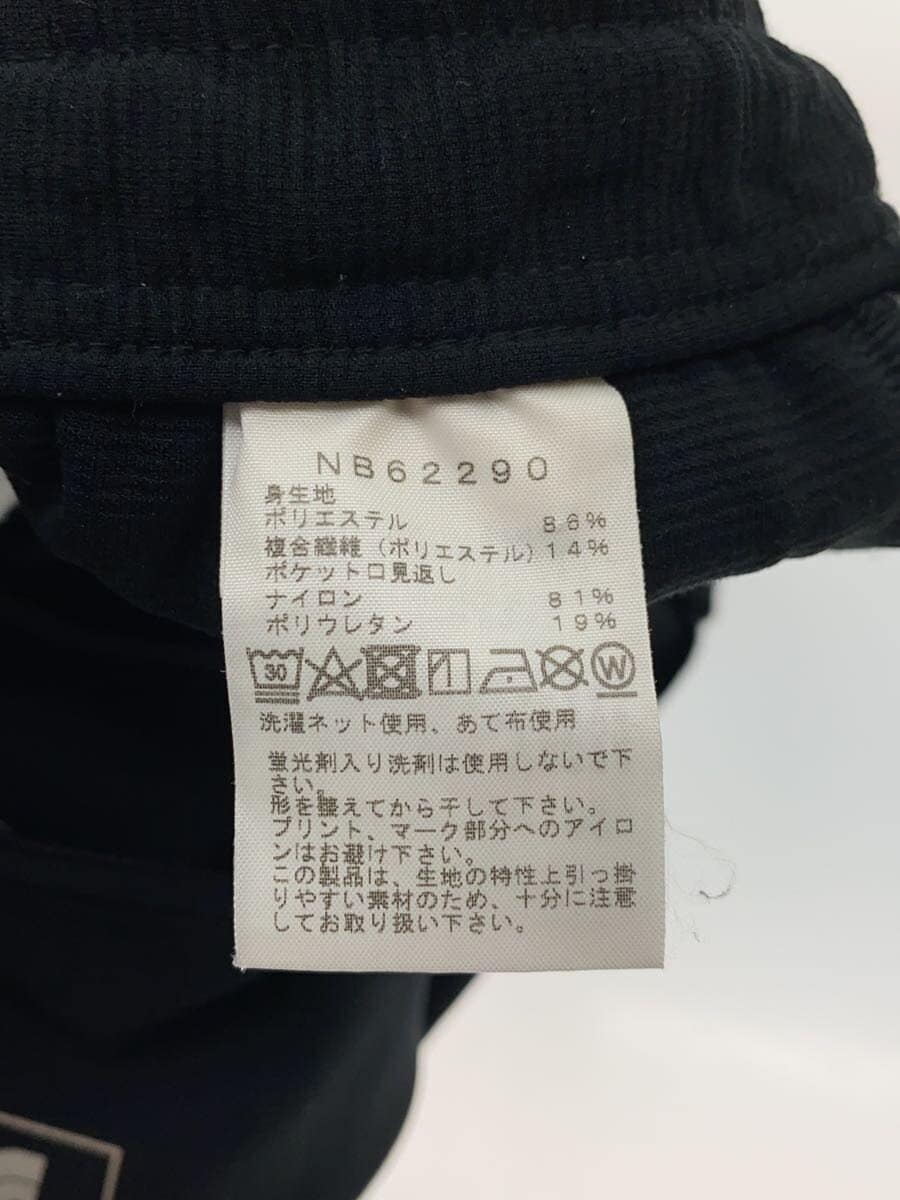 NB62290
身生地
ポリエステル 86%
複合繊維(ポリエステル)14%
ポケット口見返し
ナイロン 81%
ポリウレタン 19%
30 W
洗濯ネット使用、あて布使用
蛍光剤入り洗剤は使用しないで下
さい。
形を整えてから干して下さい。
プリント、マーク部分へのアイロ
ンはお避け下さい。
この製品は、生地の特性上引っ掛
りやすい素材のため、十分に注意
してお取り扱い下さい。